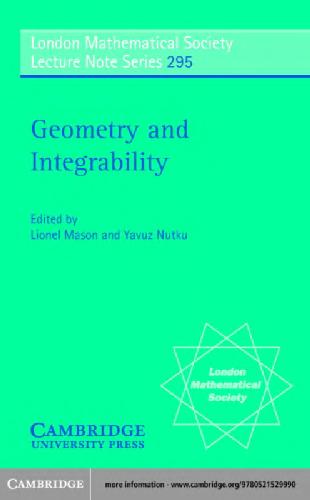 London Mathematical Society
Lecture Note Series 295
Geometry and
Integrability
Edited by
Lionel Mason and Yavuz Nutku
London
Mathematical
Society
CAMBRIDGE
UNIVERSITY PRESS
CAMBRIDGE more information - www.cambridge.org/9780521529990